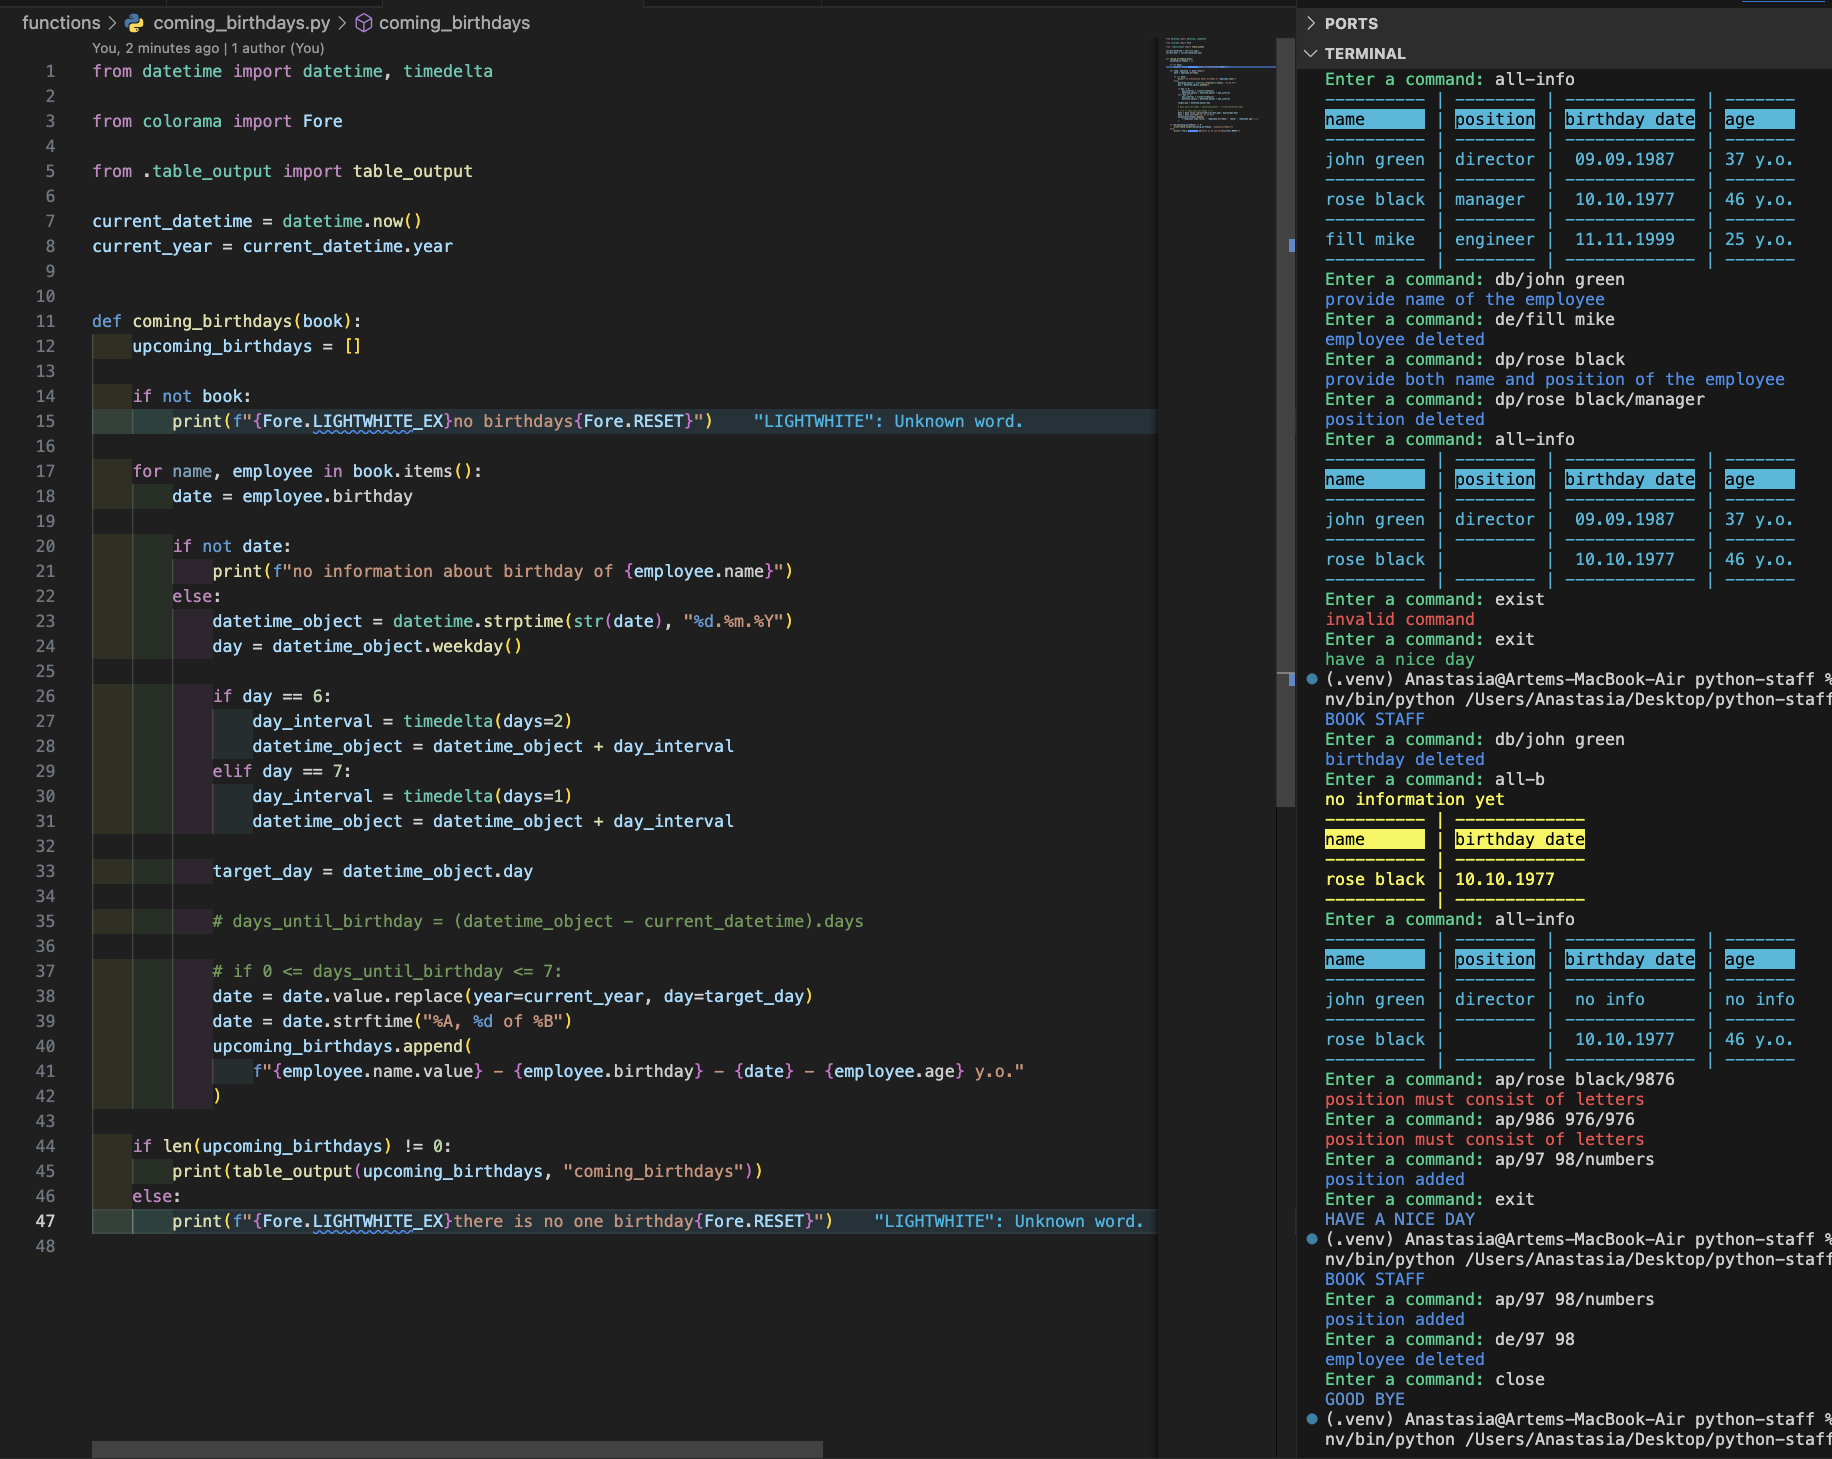 functions > coming_birthdays.py > coming_birthdays
You, 2 minutes ago | 1 author (You)
1 from datetime import datetime, timedelta
2
3 from colorama import Fore
4
5 from .table_output import table_output
6
7 current_datetime = datetime.now()
8 current_year = current_datetime.year
9
10
11 def coming_birthdays(book):
12     upcoming_birthdays = []
13
14     if not book:
15         print(f"{Fore.LIGHTWHITE_EX}no birthdays{Fore.RESET}")    "LIGHTWHITE": Unknown word.
16
17     for name, employee in book.items():
18         date = employee.birthday
19
20         if not date:
21             print(f"no information about birthday of {employee.name}")
22         else:
23             datetime_object = datetime.strptime(str(date), "%d.%m.%Y")
24             day = datetime_object.weekday()
25
26             if day == 6:
27                 day_interval = timedelta(days=2)
28                 datetime_object = datetime_object + day_interval
29             elif day == 7:
30                 day_interval = timedelta(days=1)
31                 datetime_object = datetime_object + day_interval
32
33             target_day = datetime_object.day
34
35             # days_until_birthday = (datetime_object - current_datetime).days
36
37             # if 0 <= days_until_birthday <= 7:
38             date = date.value.replace(year=current_year, day=target_day)
39             date = date.strftime("%A, %d of %B")
40             upcoming_birthdays.append(
41                 f"{employee.name.value} - {employee.birthday} - {date} - {employee.age} y.o."
42             )
43
44     if len(upcoming_birthdays) != 0:
45         print(table_output(upcoming_birthdays, "coming_birthdays"))
46     else:
47         print(f"{Fore.LIGHTWHITE_EX}there is no one birthday{Fore.RESET}")    "LIGHTWHITE": Unknown word.
48
PORTS
TERMINAL
Enter a command: all-info
---------- | -------- | ------------- | -------
name | position | birthday date | age
---------- | -------- | ------------- | -------
john green | director | 09.09.1987 | 37 y.o.
---------- | -------- | ------------- | -------
rose black | manager | 10.10.1977 | 46 y.o.
---------- | -------- | ------------- | -------
fill mike | engineer | 11.11.1999 | 25 y.o.
---------- | -------- | ------------- | -------
Enter a command: db/john green
provide name of the employee
Enter a command: de/fill mike
employee deleted
Enter a command: dp/rose black
provide both name and position of the employee
Enter a command: dp/rose black/manager
position deleted
Enter a command: all-info
---------- | -------- | ------------- | -------
name | position | birthday date | age
---------- | -------- | ------------- | -------
john green | director | 09.09.1987 | 37 y.o.
---------- | -------- | ------------- | -------
rose black | | 10.10.1977 | 46 y.o.
---------- | -------- | ------------- | -------
Enter a command: exist
invalid command
Enter a command: exit
have a nice day
(.venv) Anastasia@Artems-MacBook-Air python-staff %
nv/bin/python /Users/Anastasia/Desktop/python-staff
BOOK STAFF
Enter a command: db/john green
birthday deleted
Enter a command: all-b
no information yet
---------- | -------------
name | birthday date
---------- | -------------
rose black | 10.10.1977
---------- | -------------
Enter a command: all-info
---------- | -------- | ------------- | -------
name | position | birthday date | age
---------- | -------- | ------------- | -------
john green | director | no info | no info
---------- | -------- | ------------- | -------
rose black | | 10.10.1977 | 46 y.o.
---------- | -------- | ------------- | -------
Enter a command: ap/rose black/9876
position must consist of letters
Enter a command: ap/986 976/976
position must consist of letters
Enter a command: ap/97 98/numbers
position added
Enter a command: exit
HAVE A NICE DAY
(.venv) Anastasia@Artems-MacBook-Air python-staff %
nv/bin/python /Users/Anastasia/Desktop/python-staff
BOOK STAFF
Enter a command: ap/97 98/numbers
position added
Enter a command: de/97 98
employee deleted
Enter a command: close
GOOD BYE
(.venv) Anastasia@Artems-MacBook-Air python-staff %
nv/bin/python /Users/Anastasia/Desktop/python-staff